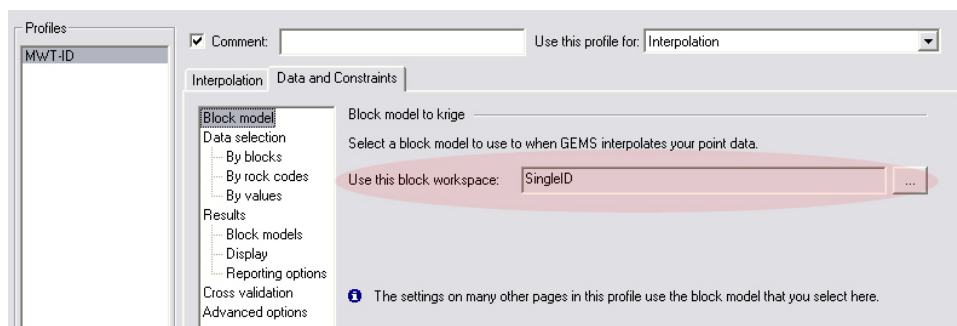 Profiles
MWT-ID
Comment:
Use this profile for: Interpolation
Interpolation
Data and Constraints
Block model
Data selection
By blocks
By rock codes
By values
Results
Block models
Display
Reporting options
Cross validation
Advanced options
Block model to krige
Select a block model to use to when GEMS interpolates your point data.
Use this block workspace: SingleID ...
The settings on many other pages in this profile use the block model that you select here.